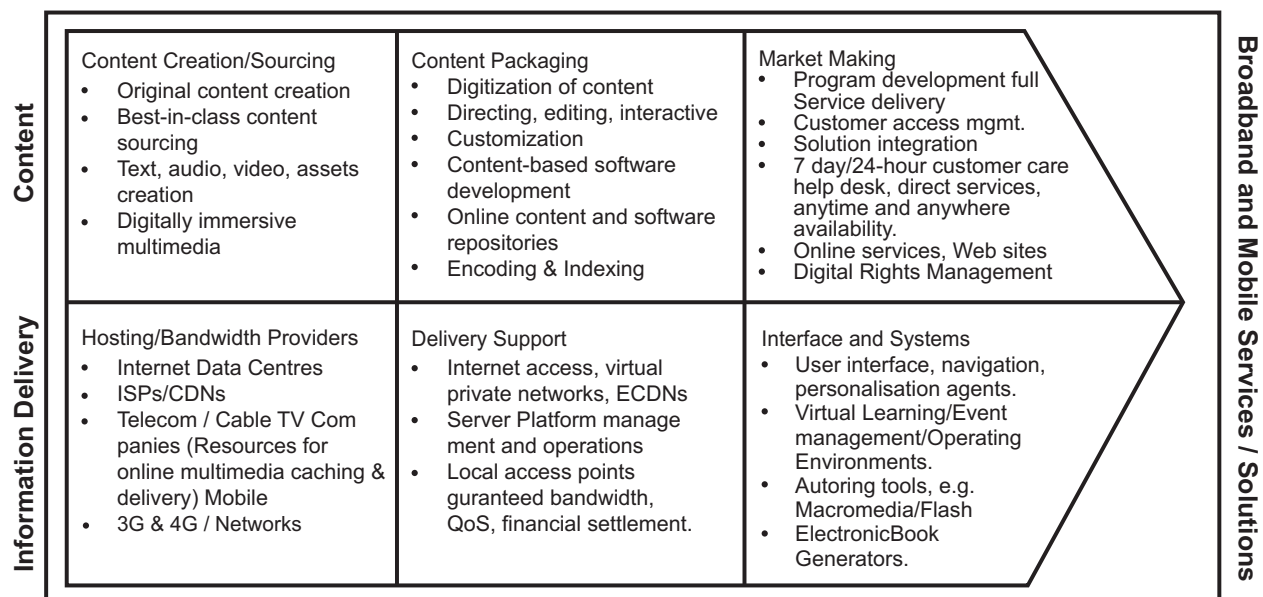 Content
Content Creation/Sourcing
• Original content creation
• Best-in-class content
sourcing
• Text, audio, video, assets
creation
• Digitally immersive
multimedia
Content Packaging
• Digitization of content
• Directing, editing, interactive
• Customization
• Content-based software
development
• Online content and software
repositories
• Encoding & Indexing
Market Making
• Program development full
Service delivery
• Customer access mgmt.
• Solution integration
• 7 day/24-hour customer care
help desk, direct services,
anytime and anywhere
availability.
• Online services, Web sites
• Digital Rights Management
Information Delivery
Hosting/Bandwidth Providers
• Internet Data Centres
• ISPs/CDNs
• Telecom / Cable TV Com
panies (Resources for
online multimedia caching &
delivery) Mobile
• 3G & 4G / Networks
Delivery Support
• Internet access, virtual
private networks, ECDNs
• Server Platform manage
ment and operations
• Local access points
guranteed bandwidth,
QoS, financial settlement.
Interface and Systems
• User interface, navigation,
personalisation agents.
• Virtual Learning/Event
management/Operating
Environments.
• Autoring tools, e.g.
Macromedia/Flash
• ElectronicBook
Generators.
Broadband and Mobile Services / Solutions